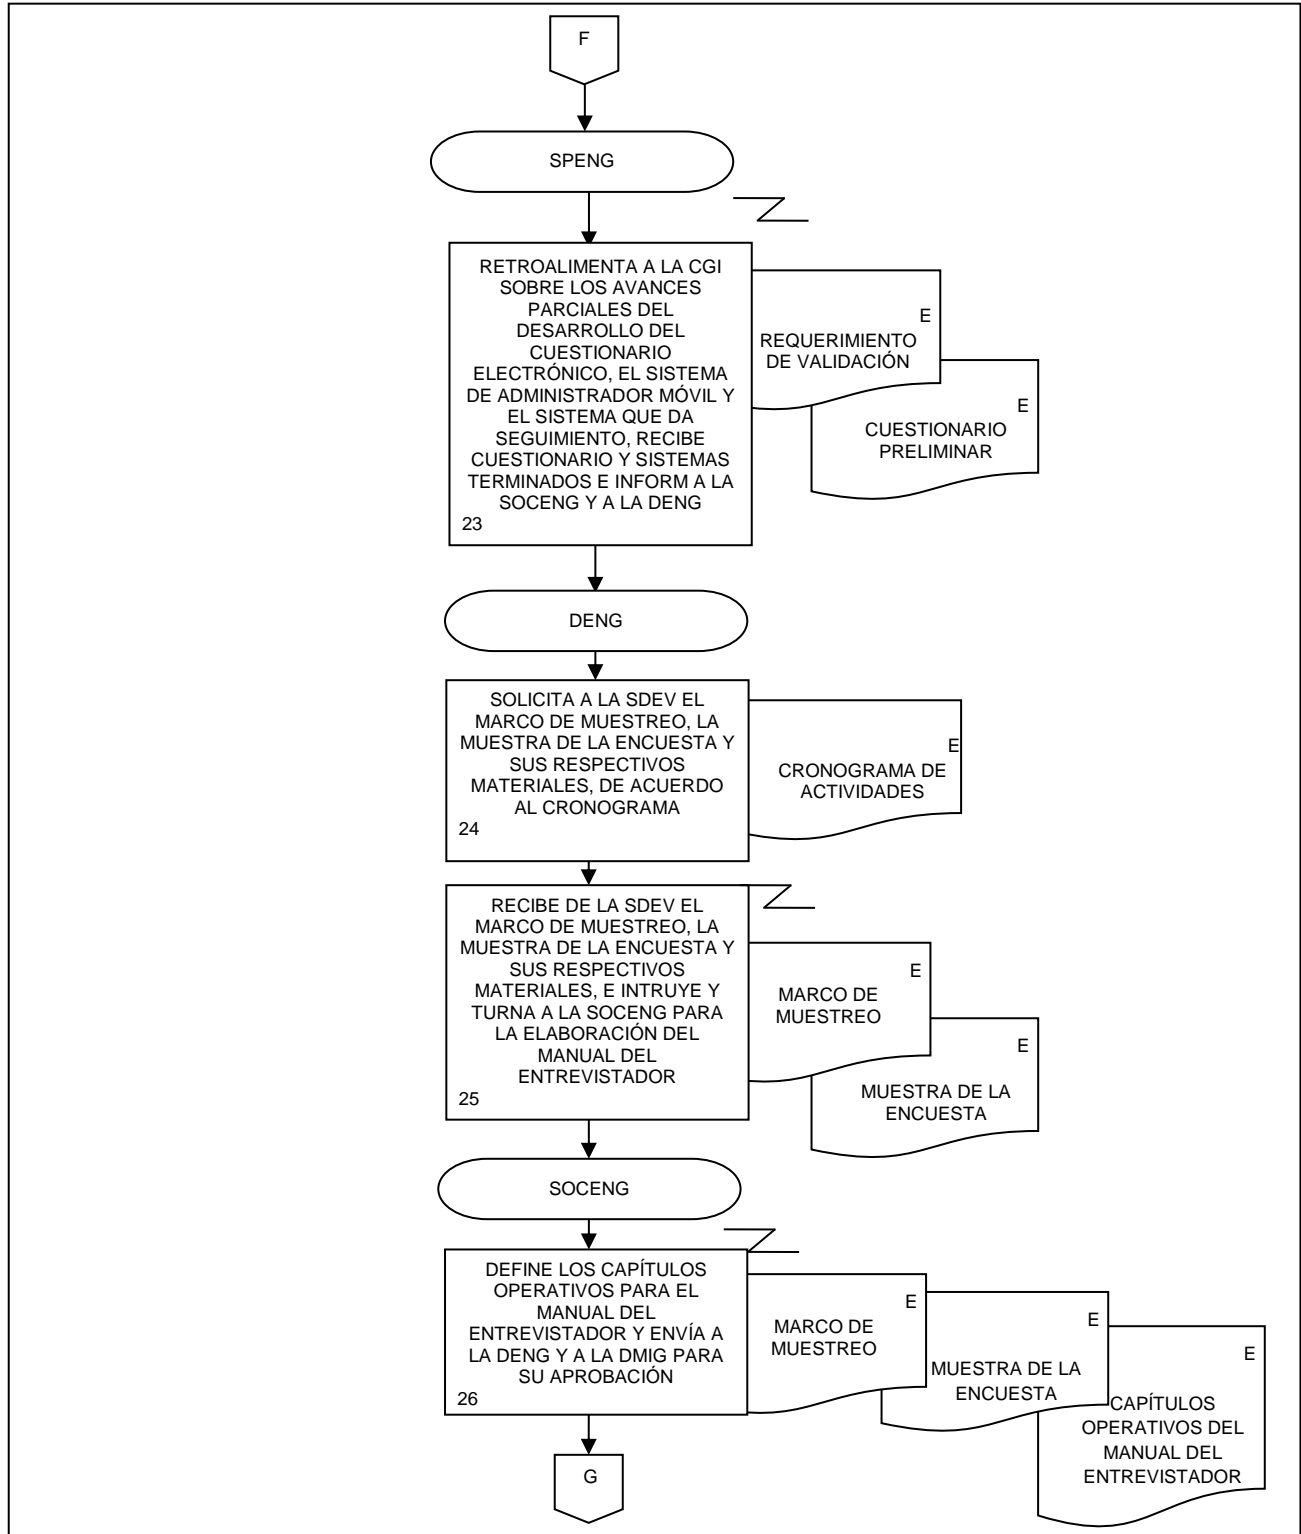 F
SPENG
RETROALIMENTA A LA CGI
SOBRE LOS AVANCES
PARCIALES DEL
DESARROLLO DEL
CUESTIONARIO
ELECTRÓNICO, EL SISTEMA
DE ADMINISTRADOR MÓVIL Y
EL SISTEMA QUE DA
SEGUIMIENTO, RECIBE
CUESTIONARIO Y SISTEMAS
TERMINADOS E INFORM A LA
SOCENG Y A LA DENG
23
E
REQUERIMIENTO
DE VALIDACIÓN
E
CUESTIONARIO
PRELIMINAR
DENG
SOLICITA A LA SDEV EL
MARCO DE MUESTREO, LA
MUESTRA DE LA ENCUESTA Y
SUS RESPECTIVOS
MATERIALES, DE ACUERDO
AL CRONOGRAMA
24
E
CRONOGRAMA DE
ACTIVIDADES
RECIBE DE LA SDEV EL
MARCO DE MUESTREO, LA
MUESTRA DE LA ENCUESTA Y
SUS RESPECTIVOS
MATERIALES, E INTRUYE Y
TURNA A LA SOCENG PARA
LA ELABORACIÓN DEL
MANUAL DEL
ENTREVISTADOR
25
E
MARCO DE
MUESTREO
E
MUESTRA DE LA
ENCUESTA
SOCENG
DEFINE LOS CAPÍTULOS
OPERATIVOS PARA EL
MANUAL DEL
ENTREVISTADOR Y ENVÍA A
LA DENG Y A LA DMIG PARA
SU APROBACIÓN
26
E
MARCO DE
MUESTREO
E
MUESTRA DE LA
ENCUESTA
E
CAPÍTULOS
OPERATIVOS DEL
MANUAL DEL
ENTREVISTADOR
G